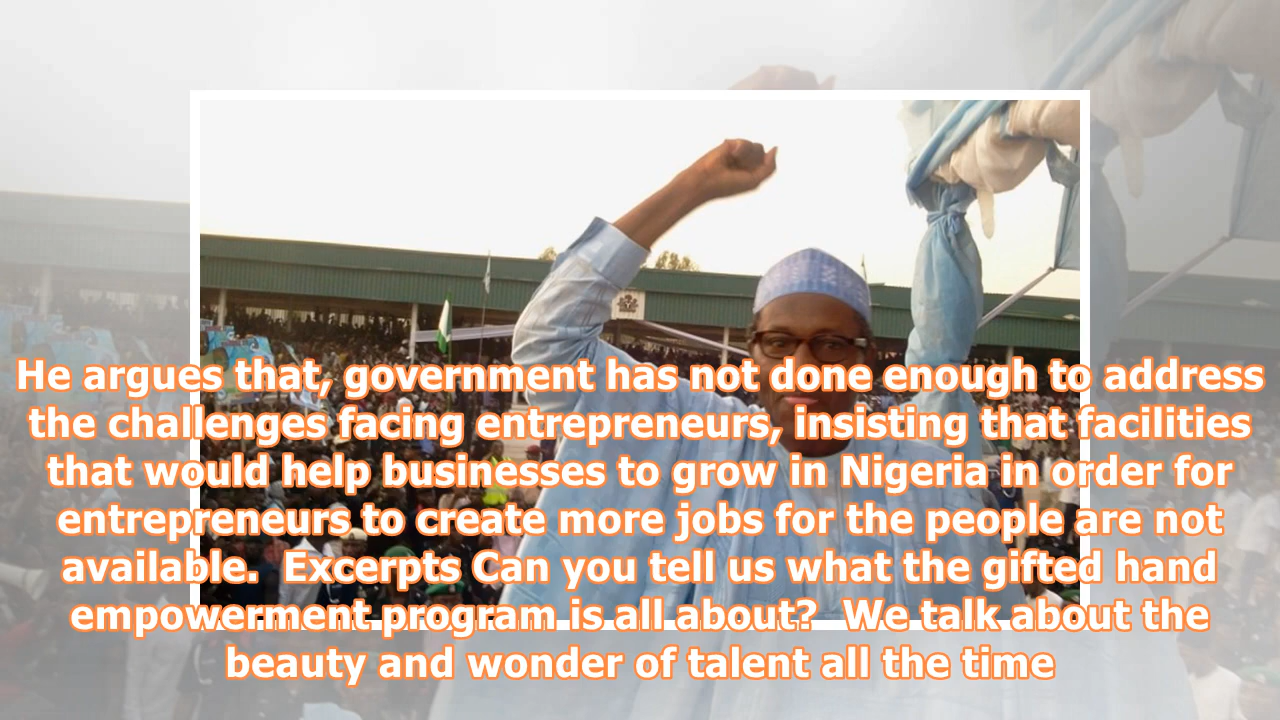 He argues that, government has not done enough to address
the challenges facing entrepreneurs, insisting that facilities
that would help businesses to grow in Nigeria in order for
entrepreneurs to create more jobs for the people are not
available.  Excerpts Can you tell us what the gifted hand
empowerment program is all about?  We talk about the
beauty and wonder of talent all the time